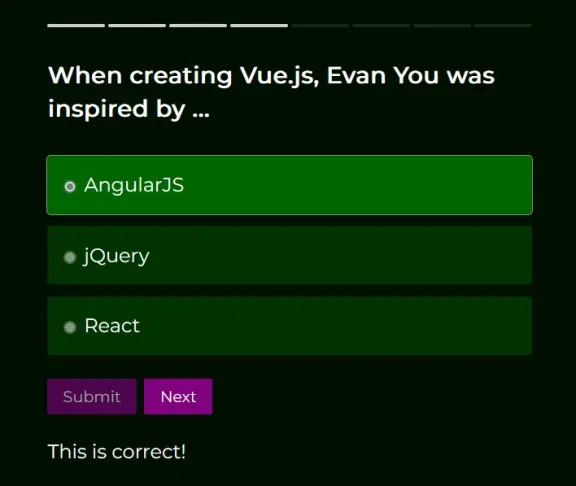 When creating Vue.js, Evan You was
inspired by ...
AngularJS
jQuery
React
Submit
Next
This is correct!